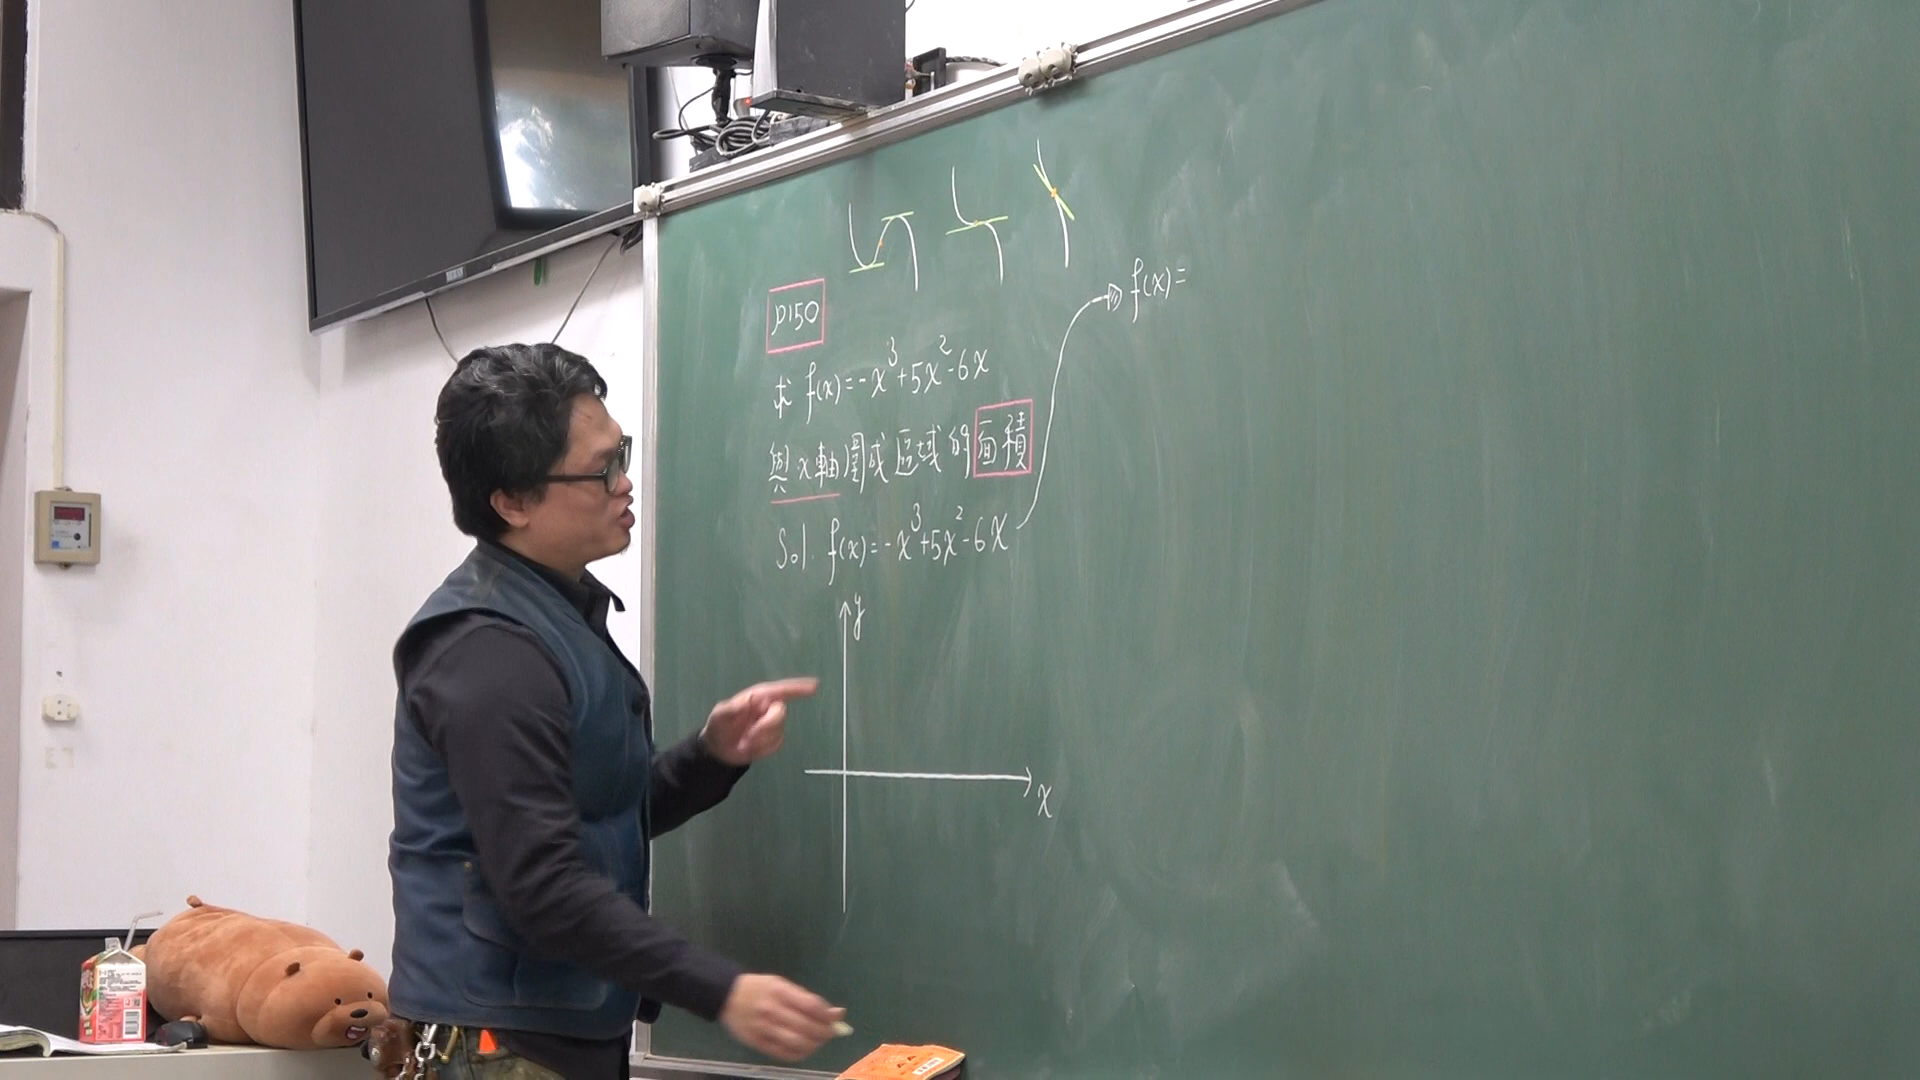 P150
求 f(x)=-x³+5x²-6x
與x軸圍成區域的面積
Sol. f(x)=-x³+5x²-6x
f(x)=
y
x